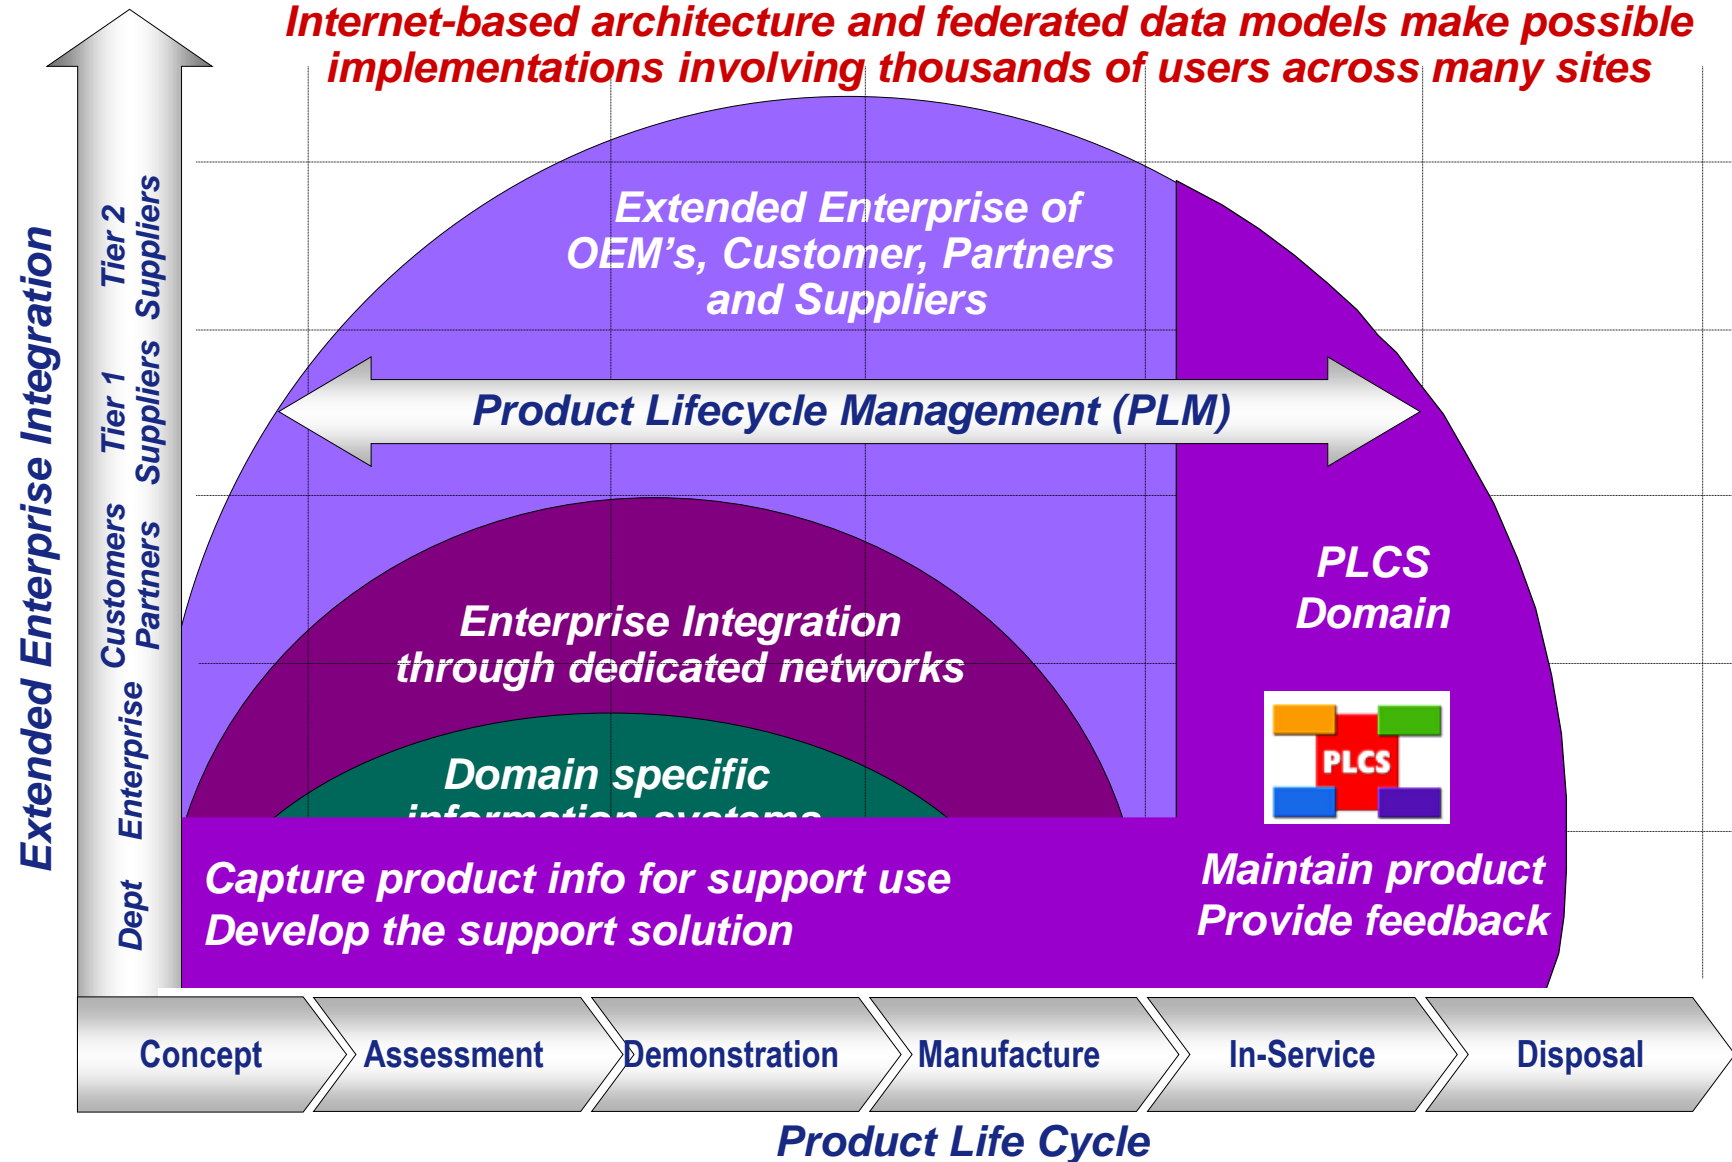 Internet-based architecture and federated data models make possible
implementations involving thousands of users across many sites
Extended Enterprise Integration
Tier 2
Suppliers
Tier 1
Suppliers
Customers
Partners
Enterprise
Dept
Extended Enterprise of
OEM's, Customer, Partners
and Suppliers
Product Lifecycle Management (PLM)
PLCS
Domain
Enterprise Integration
through dedicated networks
PLCS
Domain specific
information systems
Capture product info for support use
Develop the support solution
Maintain product
Provide feedback
Concept
Assessment
Demonstration
Manufacture
In-Service
Disposal
Product Life Cycle